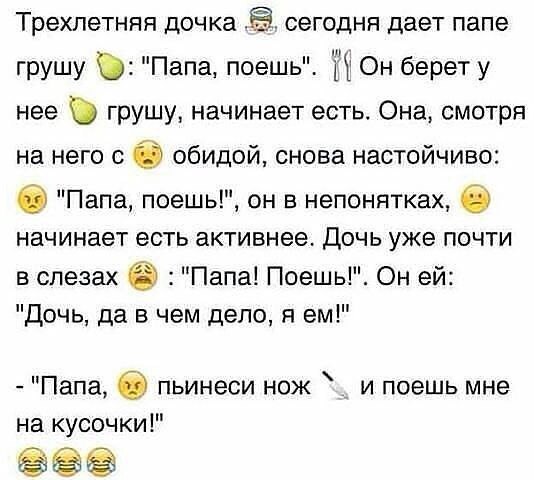 Трехлетняя дочка 👼 сегодня дает папе
грушу 🍐: "Папа, поешь". 🍴 Он берет у
нее 🍐 грушу, начинает есть. Она, смотря
на него с 😟 обидой, снова настойчиво:
😠 "Папа, поешь!", он в непонятках, 😕
начинает есть активнее. Дочь уже почти
в слезах 😩 : "Папа! Поешь!". Он ей:
"Дочь, да в чем дело, я ем!"
- "Папа, 😠 пьинеси нож 🔪 и поешь мне
на кусочки!"
😂😂😂